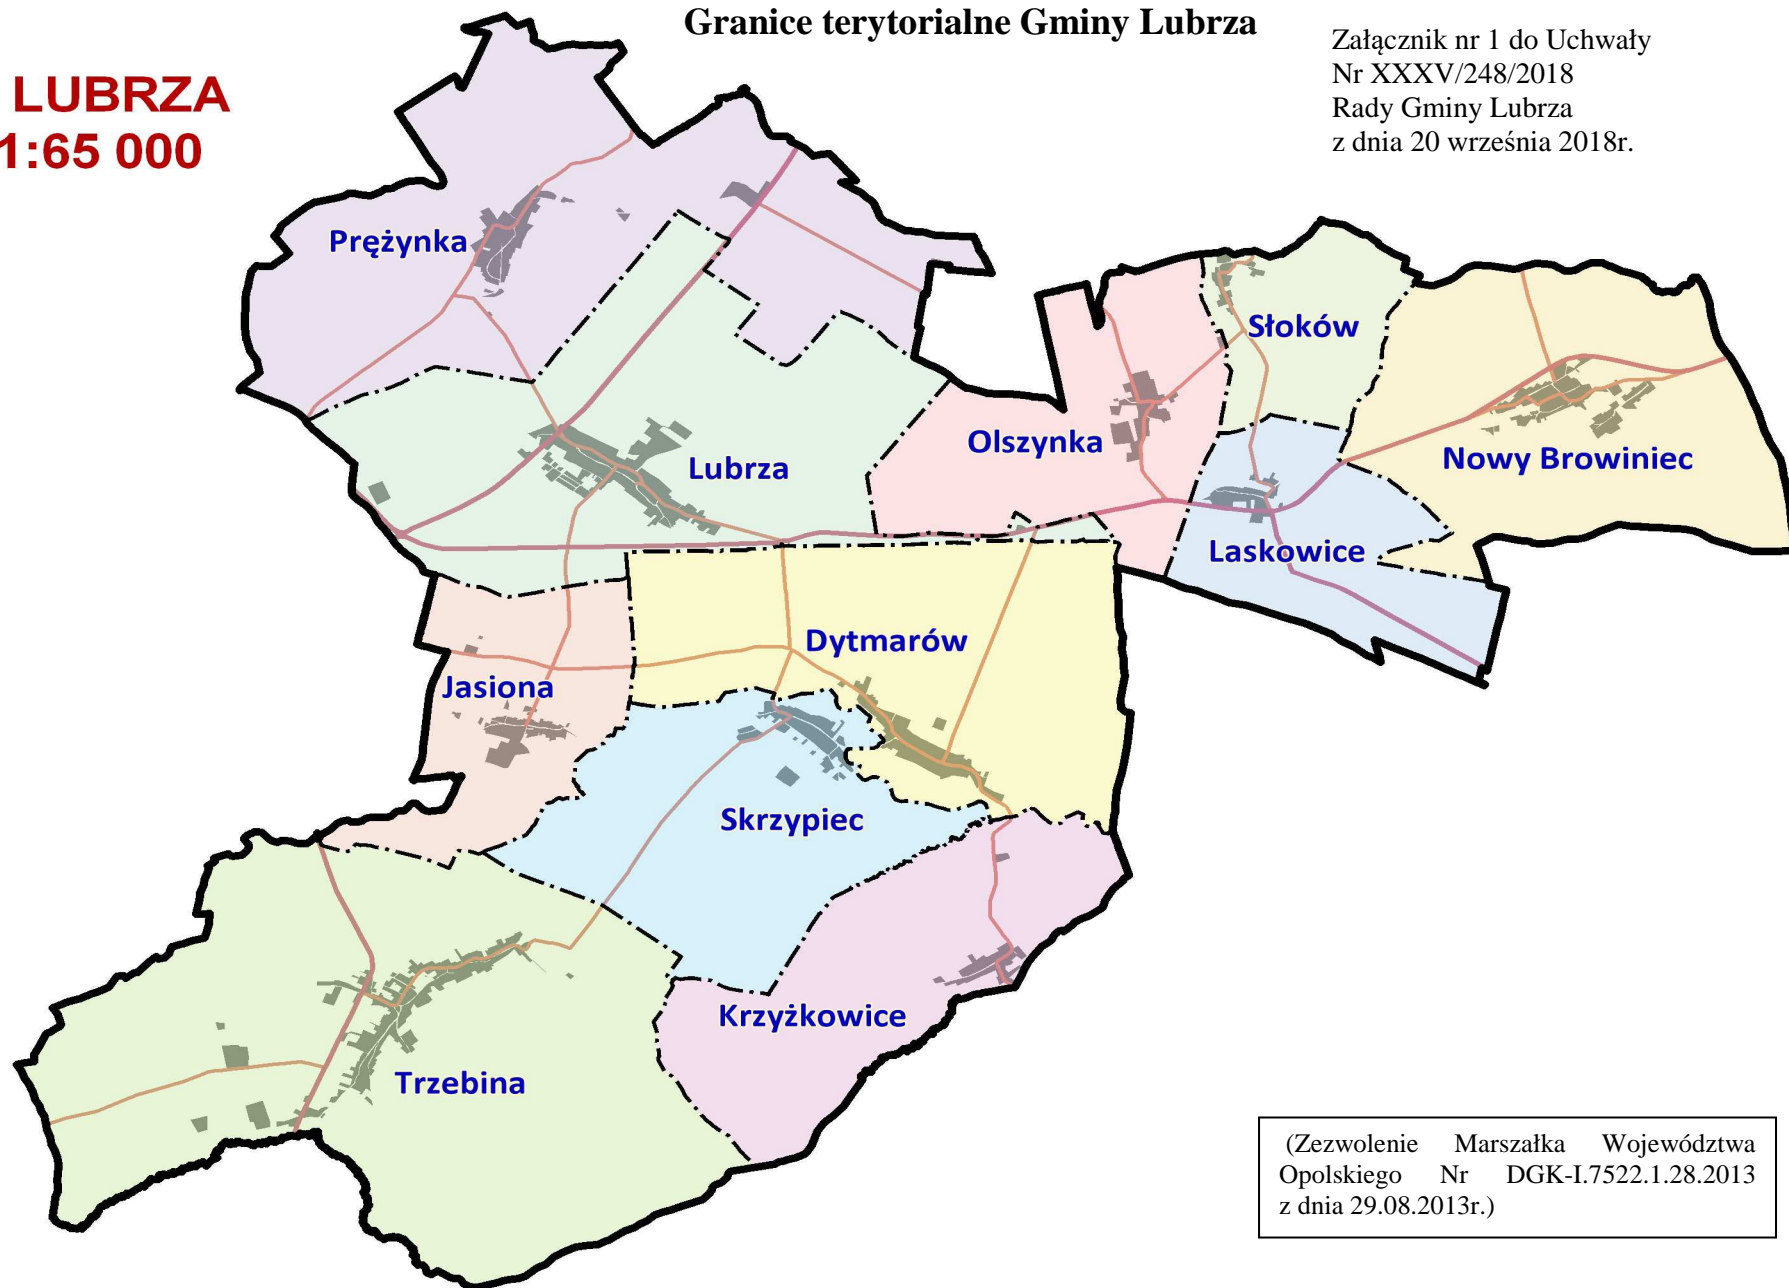 Granice terytorialne Gminy Lubrza
Załącznik nr 1 do Uchwały
Nr XXXV/248/2018
Rady Gminy Lubrza
z dnia 20 września 2018r.
LUBRZA
1:65 000
Prężynka
Słoków
Olszynka
Nowy Browiniec
Lubrza
Laskowice
Dytmarów
Jasiona
Skrzypiec
Krzyżkowice
Trzebina
(Zezwolenie Marszałka Województwa
Opolskiego Nr DGK-I.7522.1.28.2013
z dnia 29.08.2013r.)